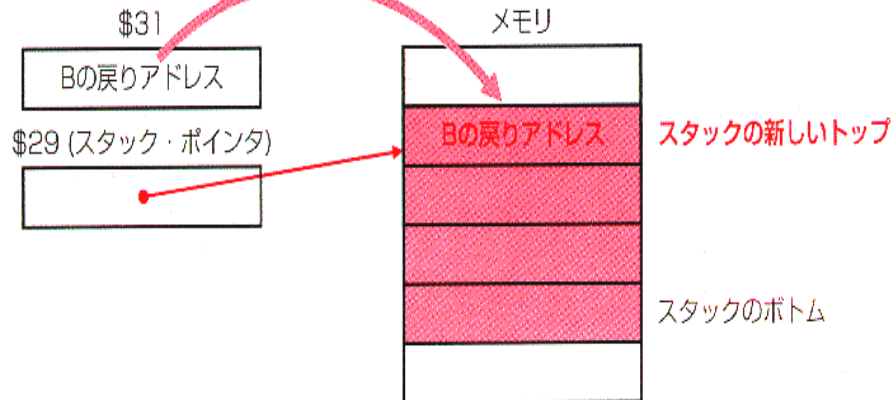 $31
Bの戻りアドレス
$29 (スタック・ポインタ)
メモリ
Bの戻りアドレス
スタックの新しいトップ
スタックのボトム